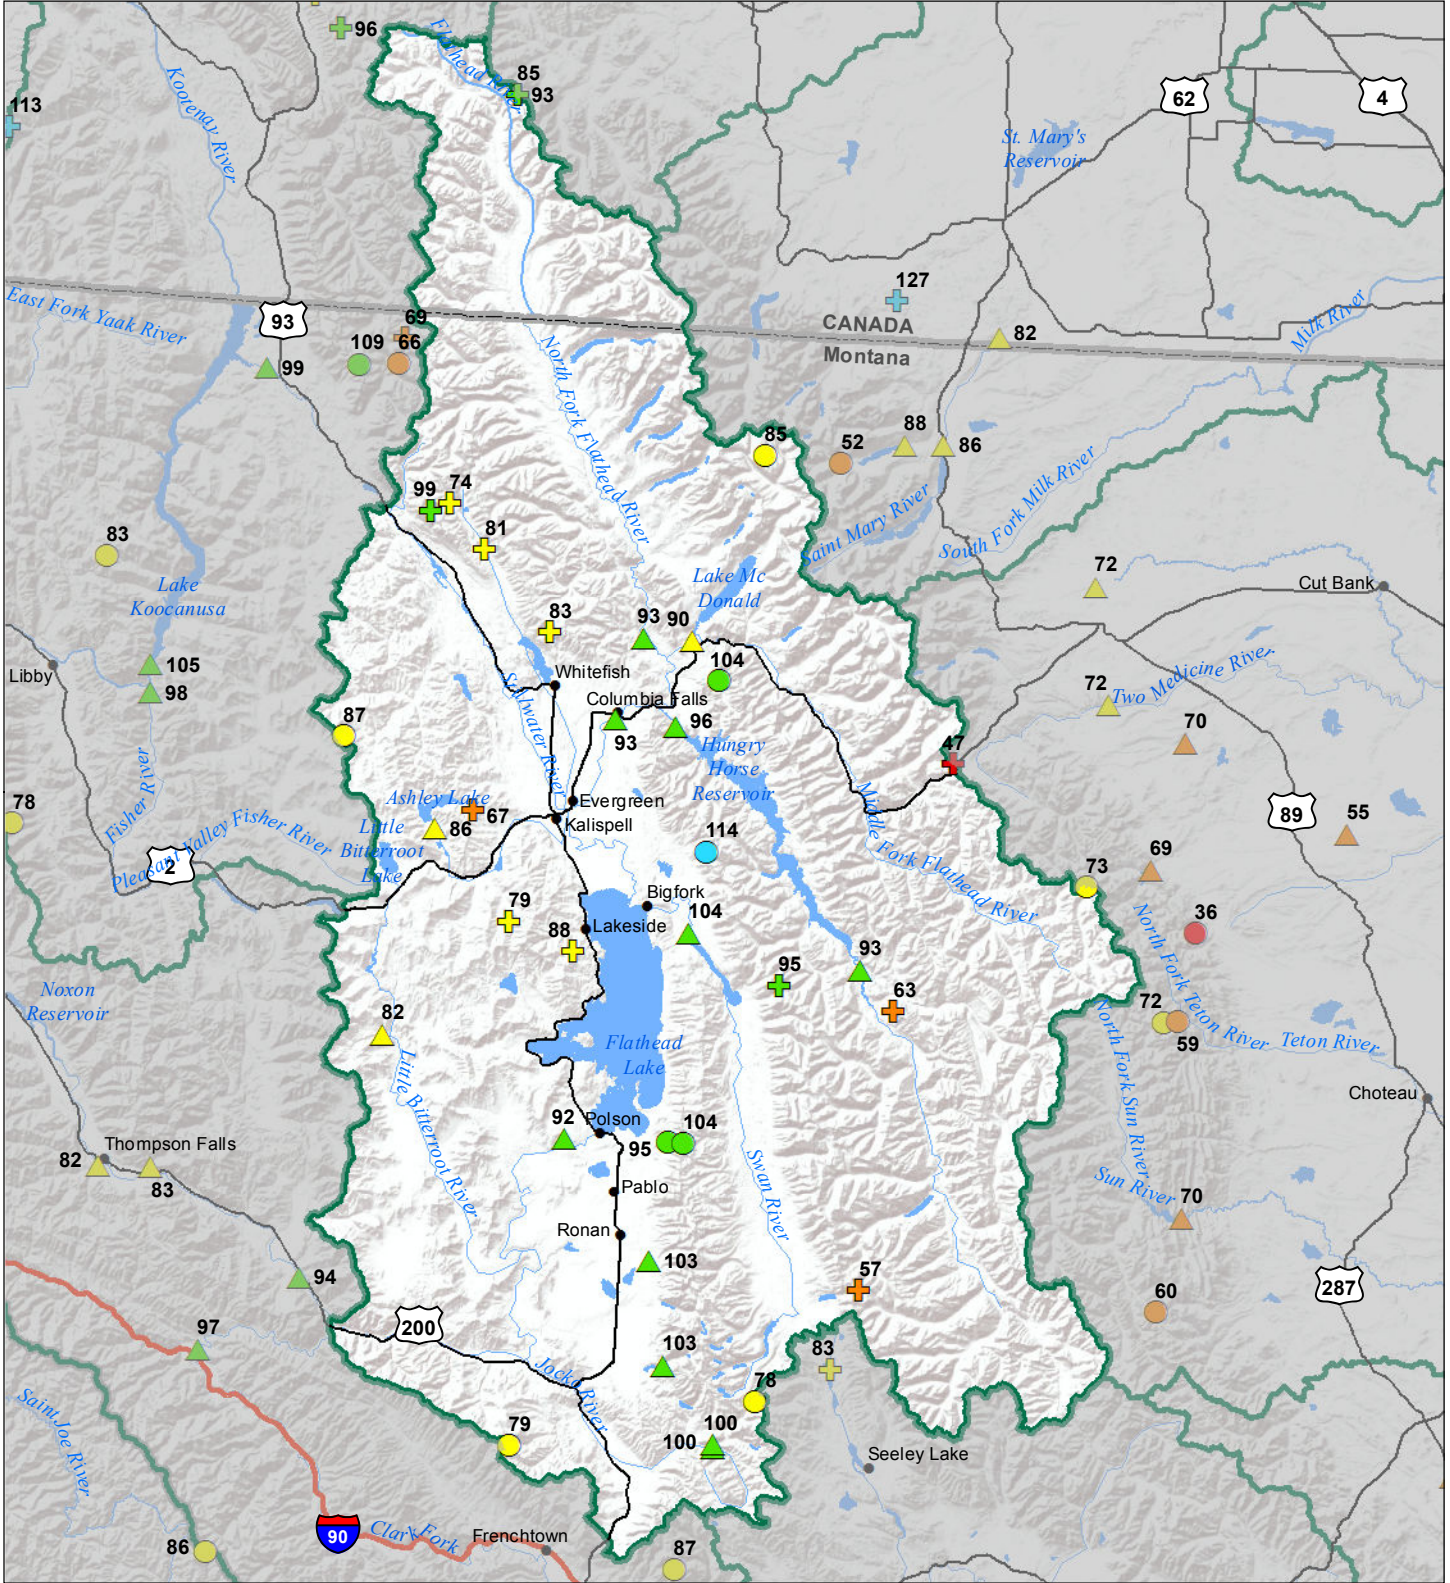 96
Flathead River
85
93
Kootenay River
113
62
4
St. Mary's
Reservoir
127
East Fork Yaak River
93
69
109
66
99
CANADA
Montana
82
Milk River
North Fork Flathead River
85
52
88
86
Saint Mary River
South Fork Milk River
99
74
81
83
Lake
Koocanusa
Lake Mc
Donald
72
Cut Bank
83
93
90
104
Libby
105
98
Whitefish
Columbia Falls
93
96
Stillwater River
Hungry
Horse
Reservoir
87
47
72
Two Medicine River
70
78
Fisher River
Pleasant Valley Fisher River
2
Ashley Lake
67
86
Little
Bitterroot
Lake
Evergreen
Kalispell
114
Middle Fork Flathead River
89
55
69
73
36
79
88
Bigfork
104
Lakeside
95
93
63
Noxon
Reservoir
82
Little Bitterroot River
Flathead
Lake
72
59
North Fork Teton River
Teton River
North Fork Sun River
Choteau
Thompson Falls
82
83
92
Polson
95
104
Swan River
Sun River
70
Pablo
Ronan
103
94
57
287
60
97
200
103
Jocko River
83
78
Saint Joe River
79
100
100
Seeley Lake
86
90
Clark Fork
Frenchtown
87